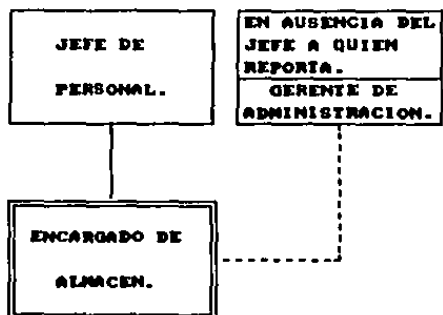 JEFE DE
PERSONAL.
EN AUSENCIA DEL
JEFE A QUIEN
REPORTA.
GERENTE DE
ADMINISTRACION.
ENCARGADO DE
ALMACEN.